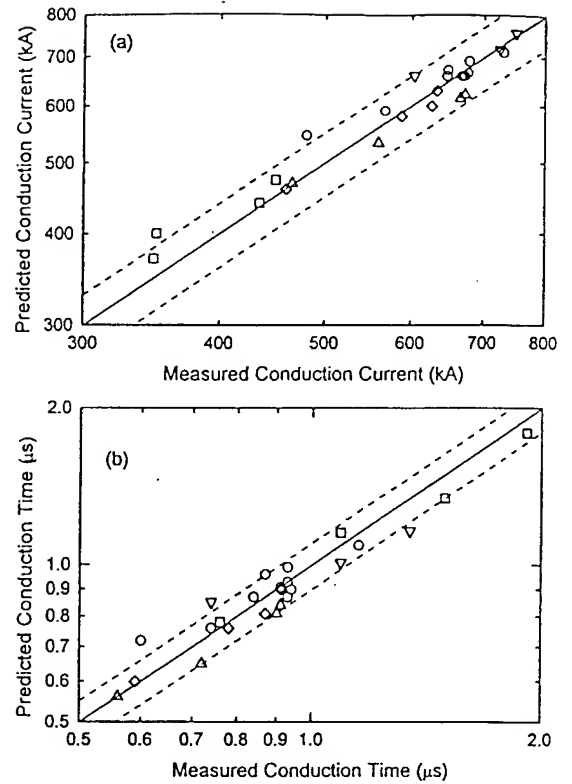 800
(a)
700
600
500
400
300
Predicted Conduction Current (kA)
300 400 500 600 700 800
Measured Conduction Current (kA)
2.0
(b)
1.0
0.9
0.8
0.7
0.6
0.5
Predicted Conduction Time (μs)
0.5 0.6 0.7 0.8 0.9 1.0 2.0
Measured Conduction Time (μs)